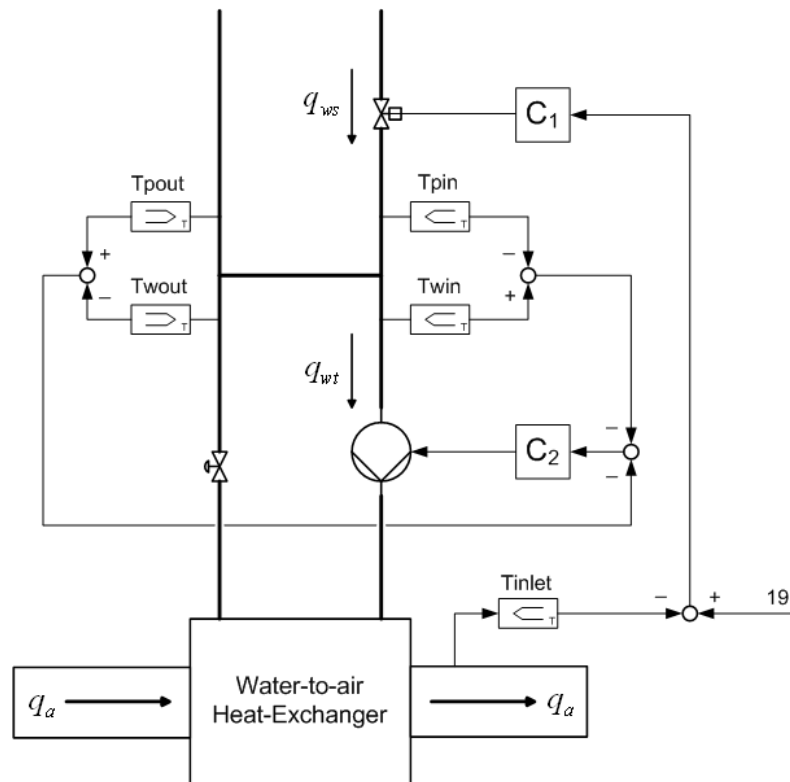 q_ws
C₁
Tpout
Tpin
T
T
+
−
Twout
Twin
−
+
T
T
q_wt
−
C₂
−
Tinlet
−
+
19
T
Water-to-air
Heat-Exchanger
q_a
q_a